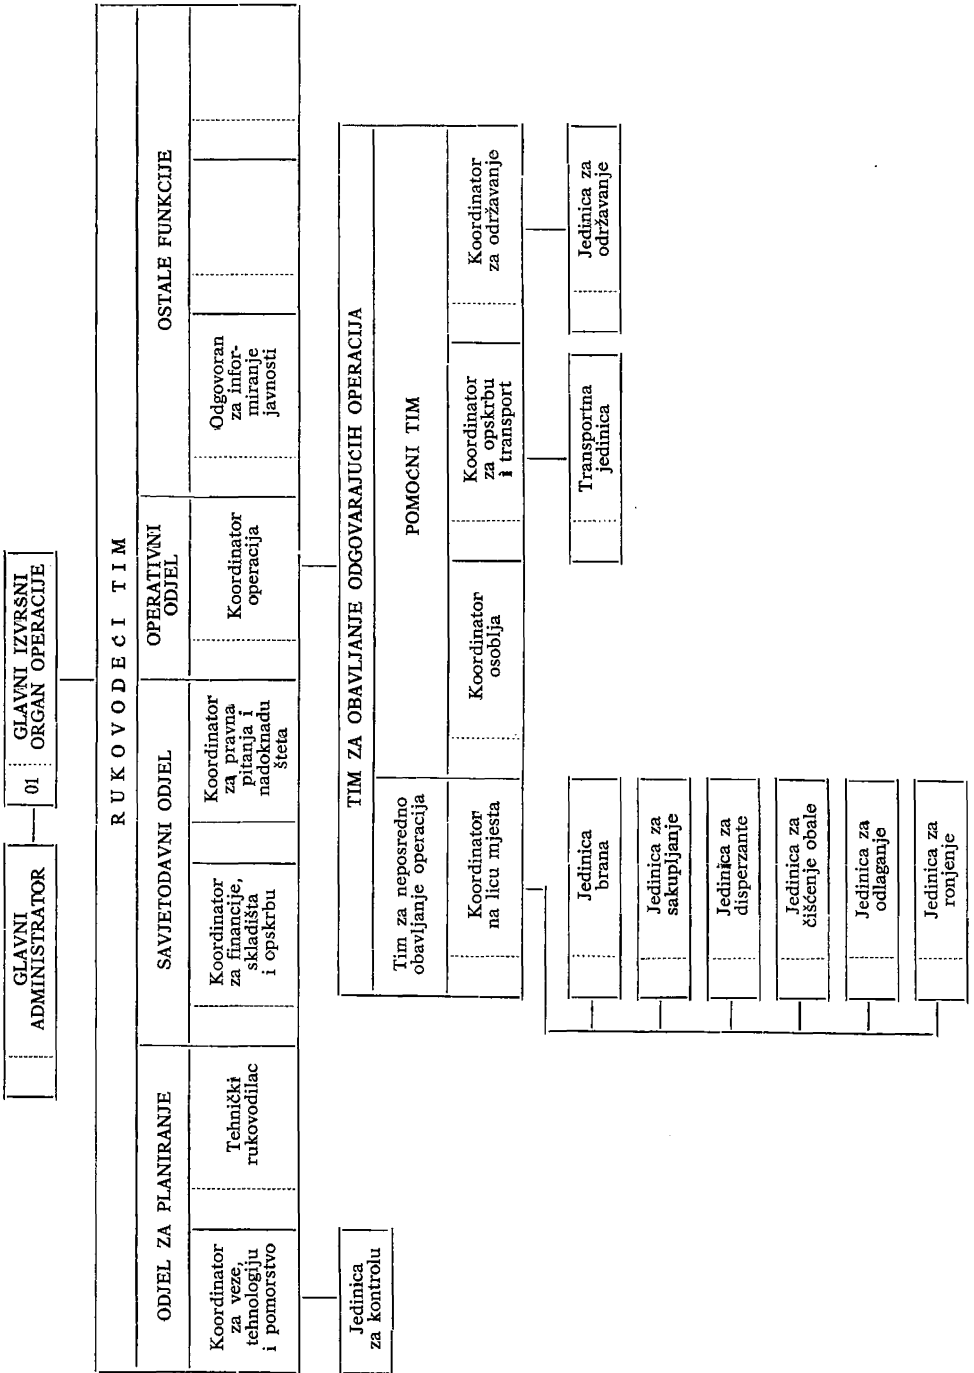 GLAVNI
ADMINISTRATOR
01
GLAVNI IZVRŠNI
ORGAN OPERACIJE
RUKOVODEĆI TIM
ODJEL ZA PLANIRANJE
SAVJETODAVNI ODJEL
OPERATIVNI
ODJEL
OSTALE FUNKCIJE
Koordinator
za veze,
tehnologiju
i pomorstvo
Tehnički
rukovodilac
Koordinator
za financije,
skladišta
i opskrbu
Koordinator
za pravna
pitanja i
nadoknadu
šteta
Koordinator
operacija
Odgovoran
za infor-
miranje
javnosti
Jedinica
za kontrolu
TIM ZA OBAVLJANJE ODGOVARAJUĆIH OPERACIJA
Tim za neposredno
obavljanje operacija
POMOĆNI TIM
Koordinator
na licu mjesta
Koordinator
osoblja
Koordinator
za opskrbu
i transport
Koordinator
za održavanje
Jedinica
brana
Jedinica za
sakupljanje
Jedinica za
disperzante
Jedinica za
čišćenje obale
Jedinica za
odlaganje
Jedinica za
ronjenje
Transportna
jedinica
Jedinica za
održavanje